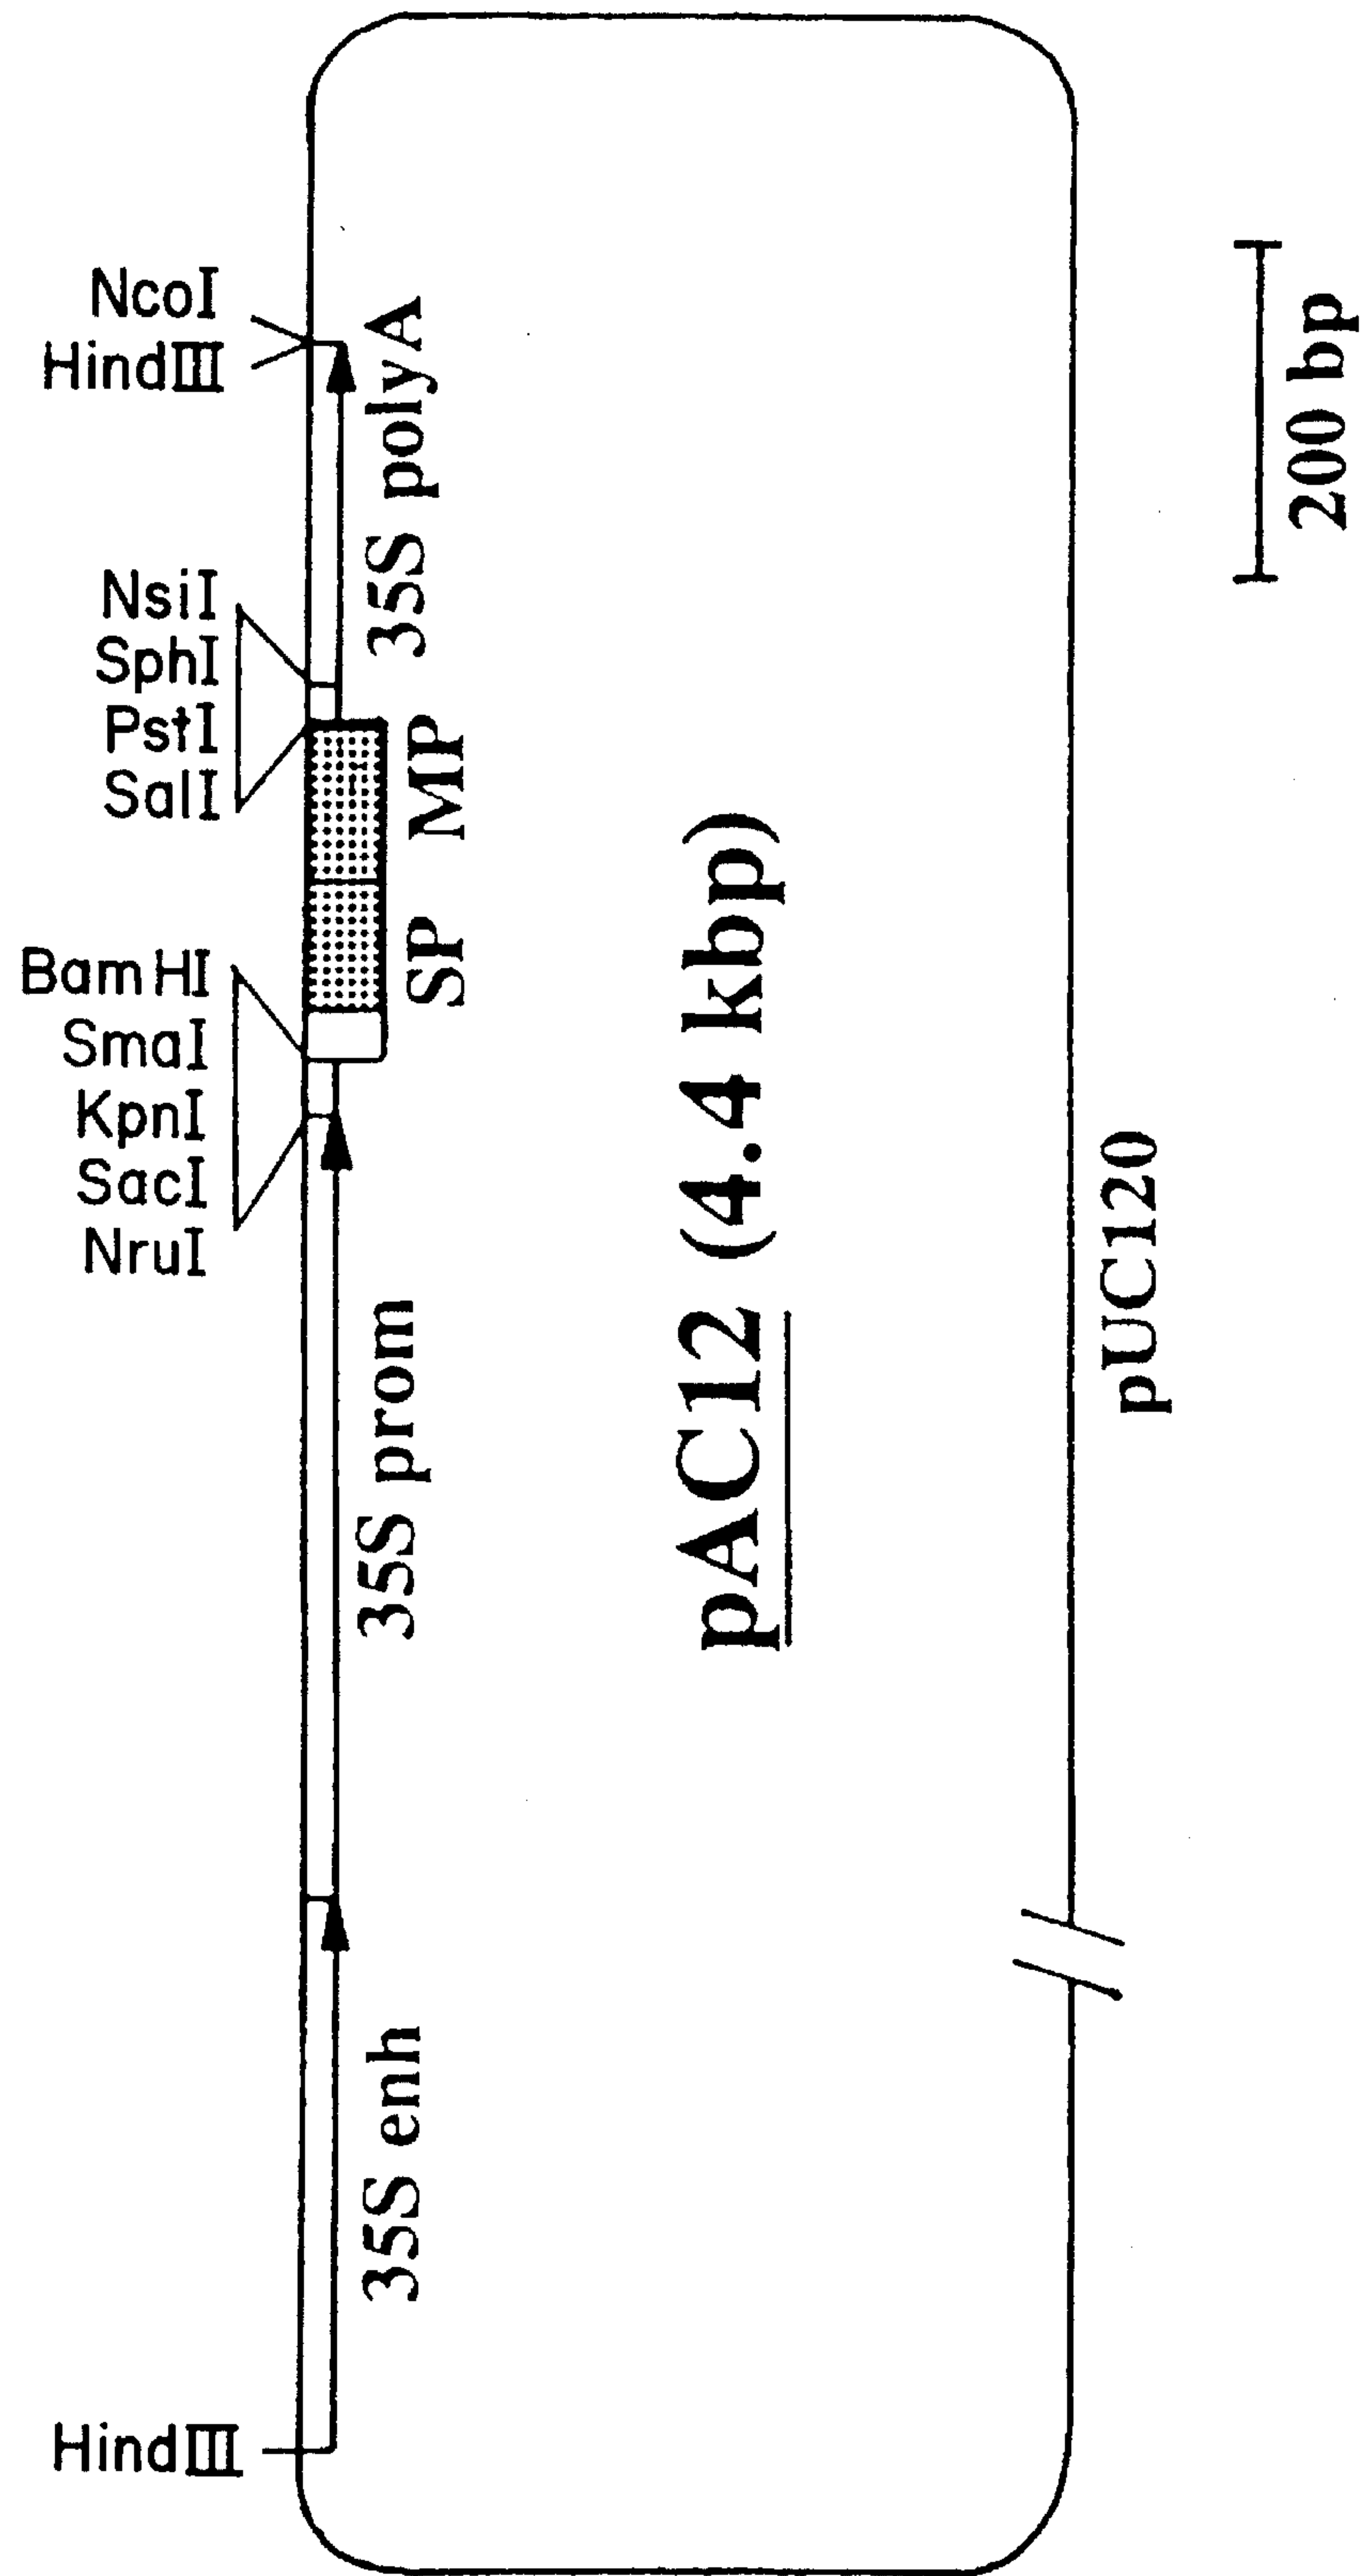 NcoI
HindIII
NsiI
SphI
PstI
SalI
BamHI
SmaI
KpnI
SacI
NruI
HindIII
35S enh
35S prom
SP
MP
35S polyA
pAC12 (4.4 kbp)
pUC120
200 bp